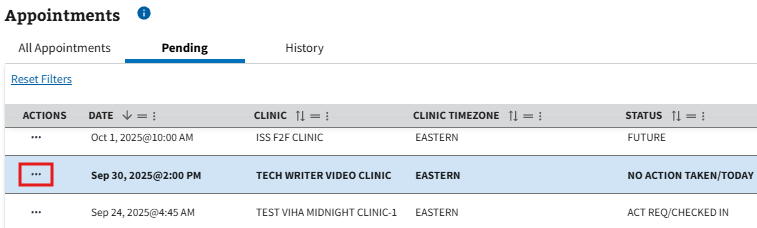 Appointments
All Appointments Pending History
Reset Filters
ACTIONS DATE CLINIC CLINIC TIMEZONE STATUS
Oct 1, 2025@10:00 AM ISS F2F CLINIC EASTERN FUTURE
Sep 30, 2025@2:00 PM TECH WRITER VIDEO CLINIC EASTERN NO ACTION TAKEN/TODAY
Sep 24, 2025@4:45 AM TEST VIHA MIDNIGHT CLINIC-1 EASTERN ACT REQ/CHECKED IN